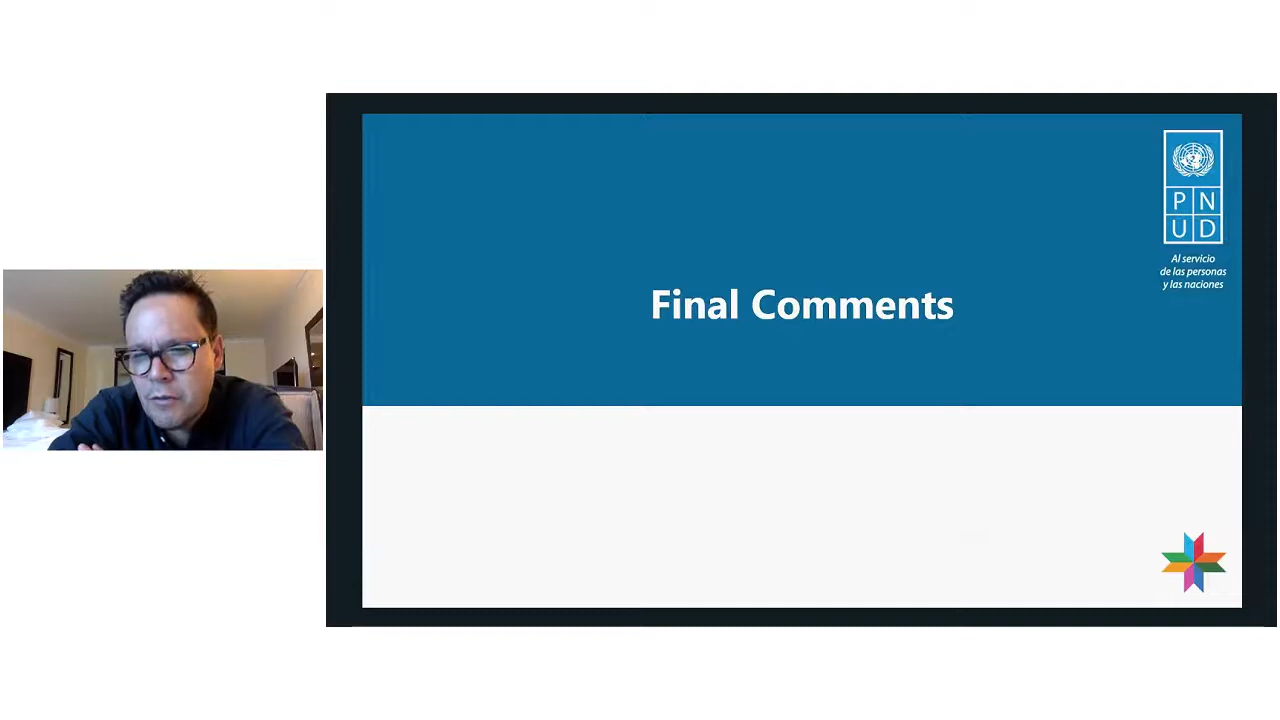 Final Comments
P N
U D
Al servicio
de las personas
y las naciones